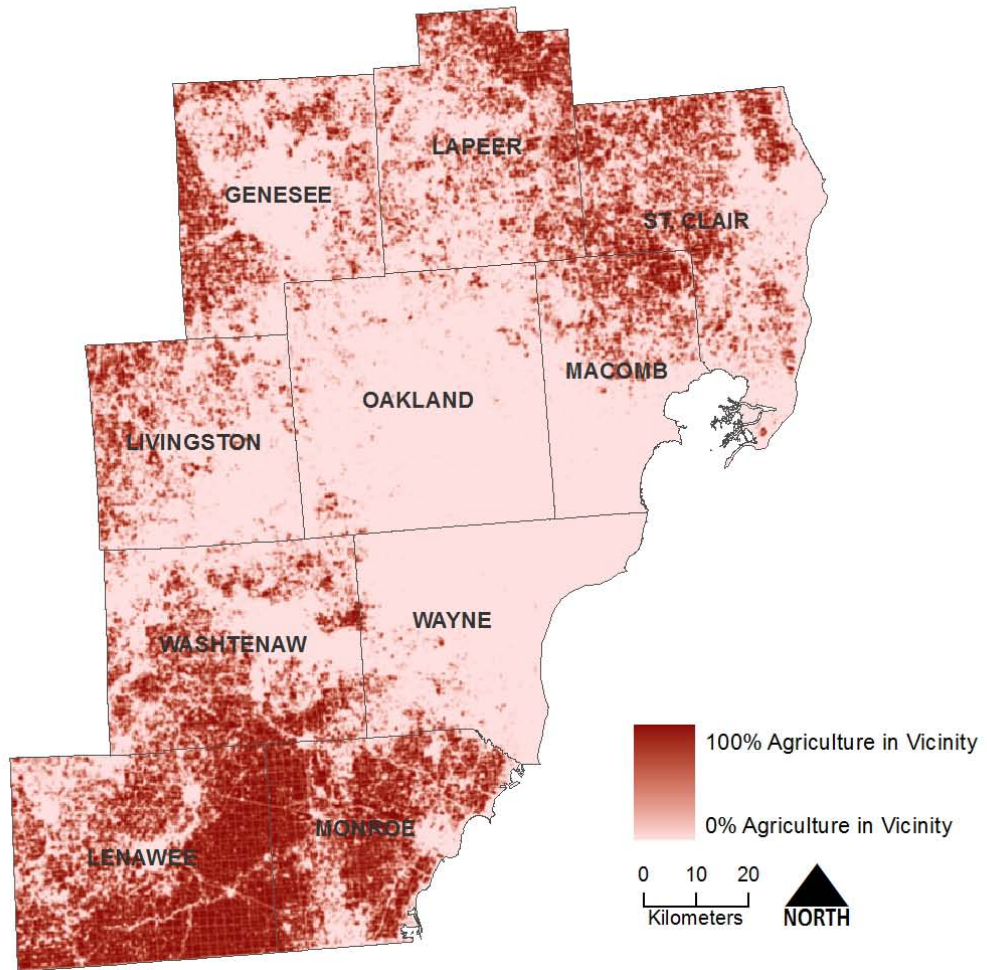 LAPEER
GENESEE
ST. CLAIR
MACOMB
OAKLAND
LIVINGSTON
WAYNE
WASHTENAW
MONROE
LENAWEE
100% Agriculture in Vicinity
0% Agriculture in Vicinity
0 10 20
Kilometers
NORTH